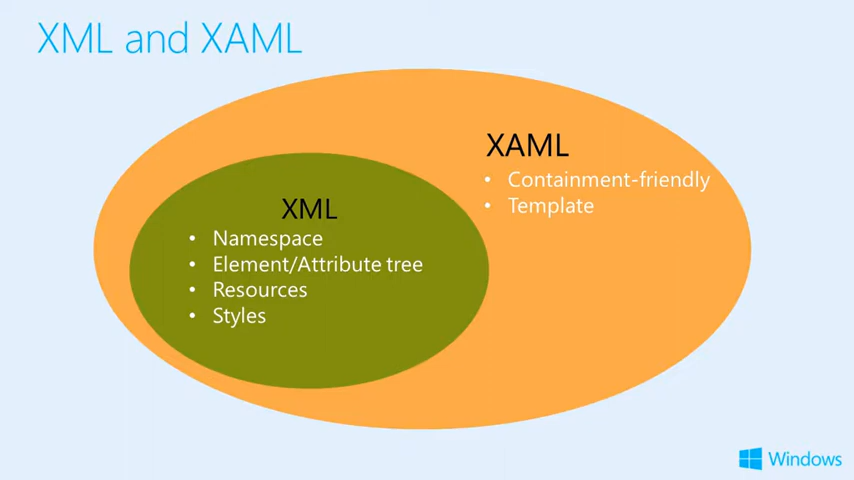 XML and XAML
XAML
• Containment-friendly
• Template
XML
• Namespace
• Element/Attribute tree
• Resources
• Styles
Windows